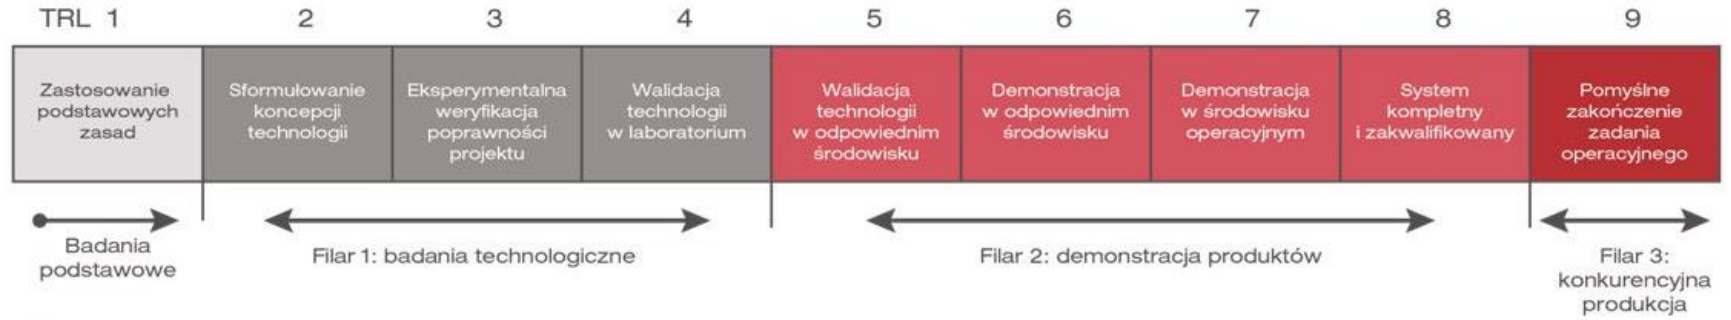 TRL 1 2 3 4 5 6 7 8 9
Zastosowanie
podstawowych
zasad
Sformułowanie
koncepcji
technologii
Eksperymentalna
weryfikacja
poprawności
projektu
Walidacja
technologii
w laboratorium
Walidacja
technologii
w odpowiednim
środowisku
Demonstracja
w odpowiednim
środowisku
Demonstracja
w środowisku
operacyjnym
System
kompletny
i zakwalifikowany
Pomyślne
zakończenie
zadania
operacyjnego
Badania
podstawowe
Filar 1: badania technologiczne
Filar 2: demonstracja produktów
Filar 3:
konkurencyjna
produkcja